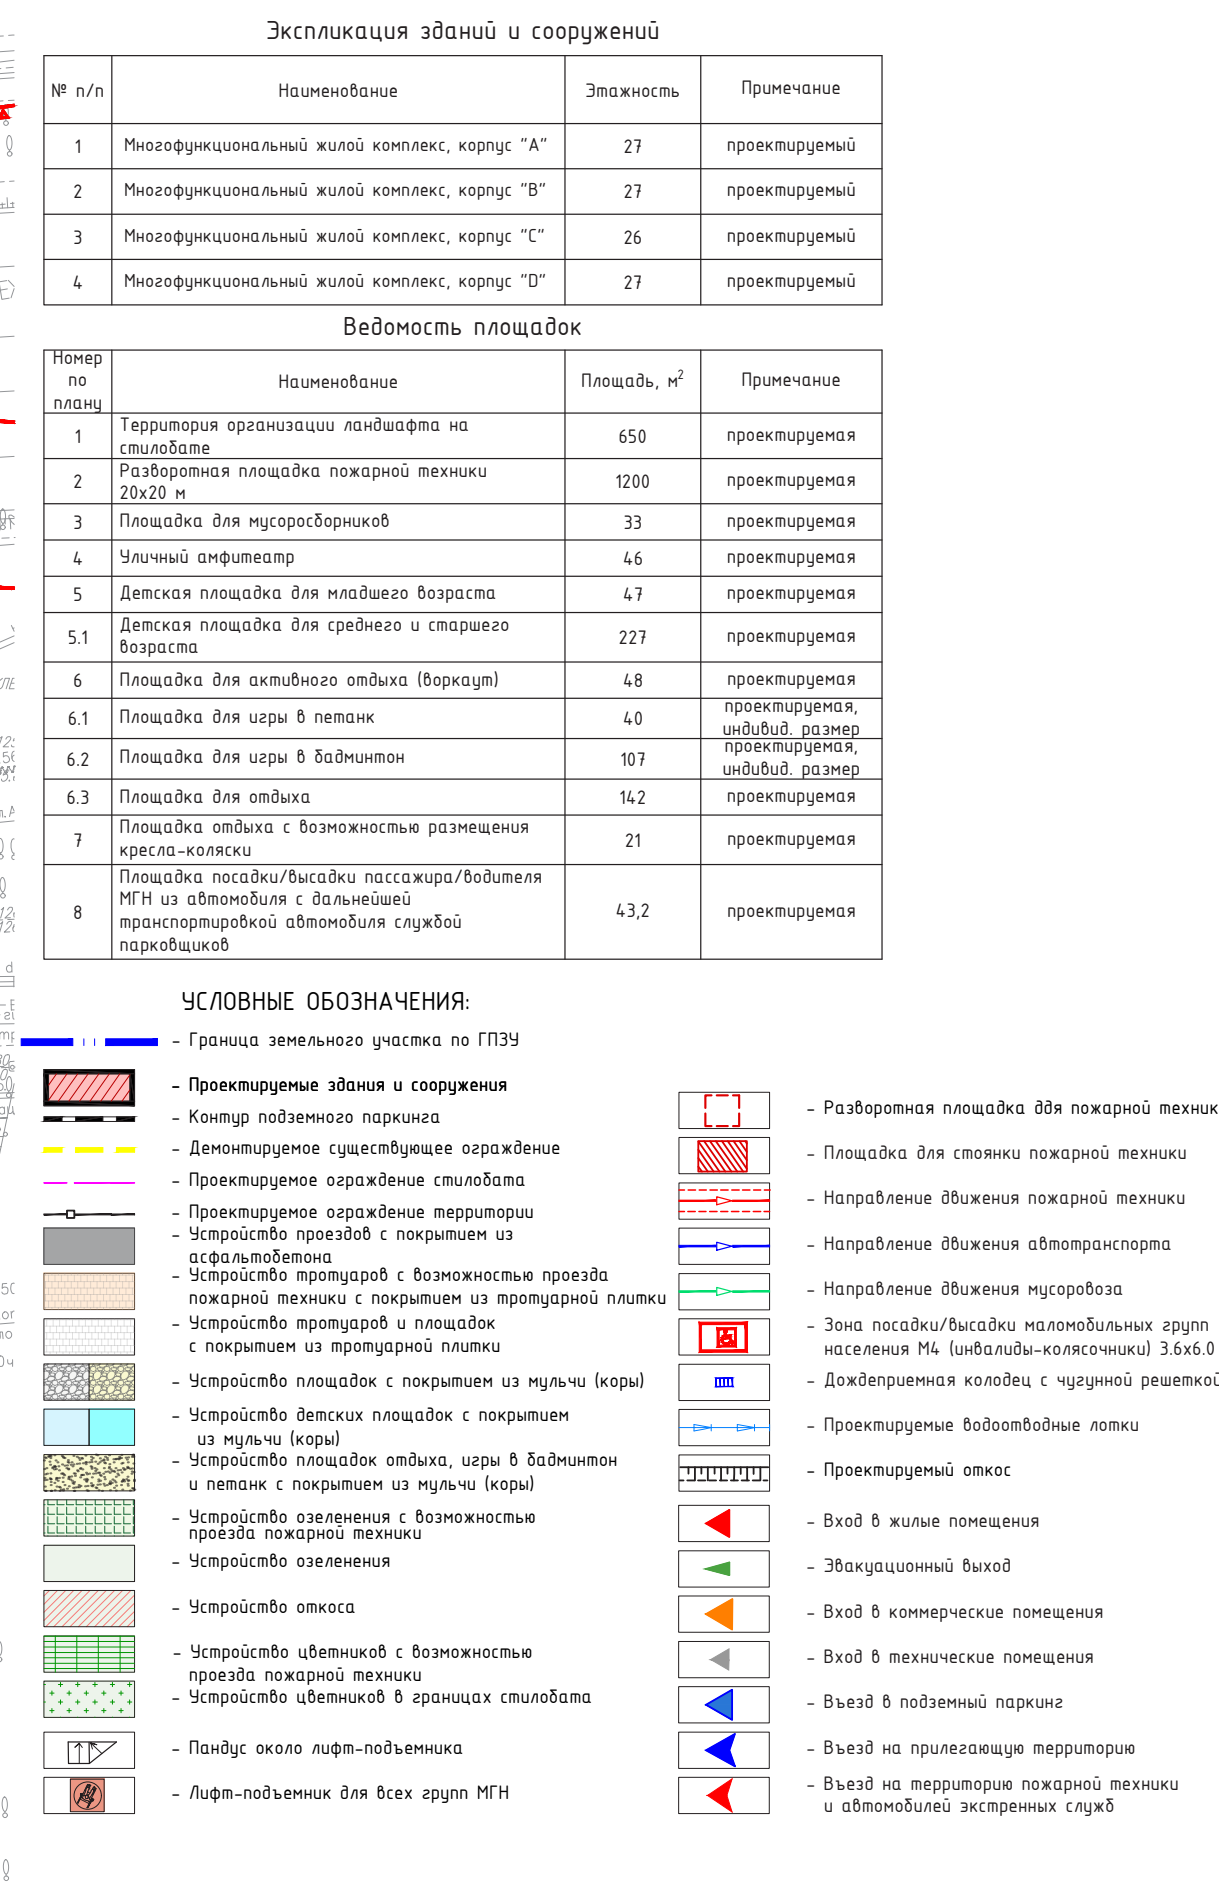 Экспликация зданий и сооружений
№ п/п Наименование Этажность Примечание
1 Многофункциональный жилой комплекс, корпус "A" 27 проектируемый
2 Многофункциональный жилой комплекс, корпус "B" 27 проектируемый
3 Многофункциональный жилой комплекс, корпус "C" 26 проектируемый
4 Многофункциональный жилой комплекс, корпус "D" 27 проектируемый
Ведомость площадок
Номер
по
плану
Наименование Площадь, м² Примечание
1 Территория организации ландшафта на
стилобате 650 проектируемая
2 Разворотная площадка пожарной техники
20х20 м 1200 проектируемая
3 Площадка для мусоросборников 33 проектируемая
4 Уличный амфитеатр 46 проектируемая
5 Детская площадка для младшего возраста 47 проектируемая
5.1 Детская площадка для среднего и старшего
возраста 227 проектируемая
6 Площадка для активного отдыха (воркаут) 48 проектируемая
6.1 Площадка для игры в петанк 40 проектируемая,
индивид. размер
6.2 Площадка для игры в бадминтон 107 проектируемая,
индивид. размер
6.3 Площадка для отдыха 142 проектируемая
7 Площадка отдыха с возможностью размещения
кресла-коляски 21 проектируемая
8 Площадка посадки/высадки пассажира/водителя
МГН из автомобиля с дальнейшей
транспортировкой автомобиля службой
парковщиков 43,2 проектируемая
УСЛОВНЫЕ ОБОЗНАЧЕНИЯ:
- Граница земельного участка по ГПЗУ
- Проектируемые здания и сооружения
- Контур подземного паркинга
- Демонтируемое существующее ограждение
- Проектируемое ограждение стилобата
- Проектируемое ограждение территории
- Устройство проездов с покрытием из
асфальтобетона
- Устройство тротуаров с возможностью проезда
пожарной техники с покрытием из тротуарной плитки
- Устройство тротуаров и площадок
с покрытием из тротуарной плитки
- Устройство площадок с покрытием из мульчи (коры)
- Устройство детских площадок с покрытием
из мульчи (коры)
- Устройство площадок отдыха, игры в бадминтон
и петанк с покрытием из мульчи (коры)
- Устройство озеленения с возможностью
проезда пожарной техники
- Устройство озеленения
- Устройство откоса
- Устройство цветников с возможностью
проезда пожарной техники
- Устройство цветников в границах стилобата
- Пандус около лифт-подъемника
- Лифт-подъемник для всех групп МГН
- Разворотная площадка ддя пожарной техник
- Площадка для стоянки пожарной техники
- Направление движения пожарной техники
- Направление движения автотранспорта
- Направление движения мусоровоза
- Зона посадки/высадки маломобильных групп
населения М4 (инвалиды-колясочники) 3.6х6.0
- Дождеприемная колодец с чугунной решеткой
- Проектируемые водоотводные лотки
- Проектируемый откос
- Вход в жилые помещения
- Эвакуационный выход
- Вход в коммерческие помещения
- Вход в технические помещения
- Въезд в подземный паркинг
- Въезд на прилегающую территорию
- Въезд на территорию пожарной техники
и автомобилей экстренных служб